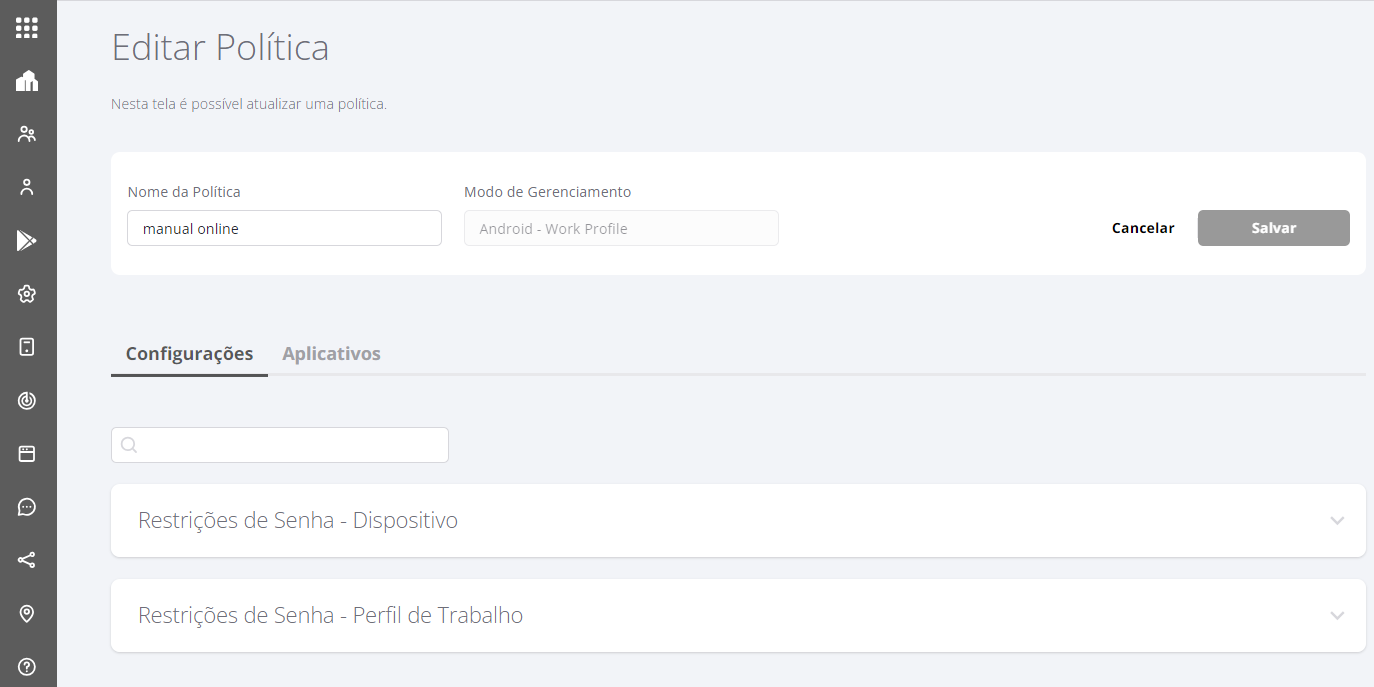 Editar Política
Nesta tela é possível atualizar uma política.
Nome da Política
Modo de Gerenciamento
manual online
Android - Work Profile
Cancelar
Salvar
Configurações
Aplicativos
Restrições de Senha - Dispositivo
Restrições de Senha - Perfil de Trabalho